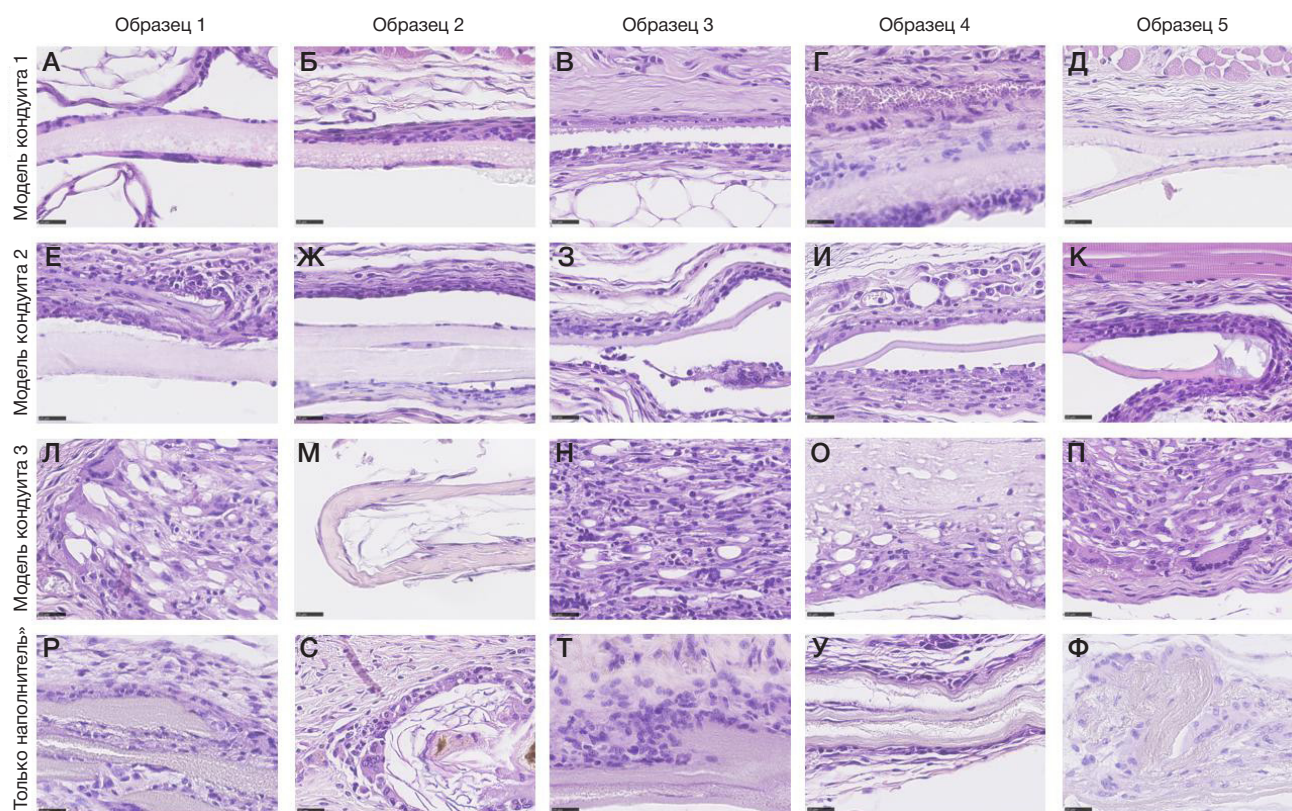 Образец 1 Образец 2 Образец 3 Образец 4 Образец 5
Модель кондуита 1
А Б В Г Д
Модель кондуита 2
Е Ж З И К
Модель кондуита 3
Л М Н О П
Только наполнитель»
Р С Т У Ф